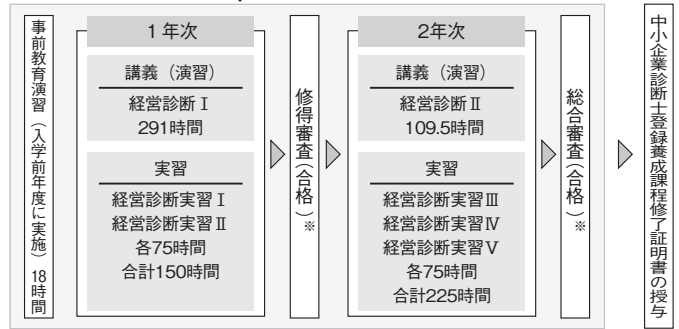 事前教育演習（入学前年度に実施）18時間
1年次
講義（演習）
経営診断Ⅰ
291時間
実習
経営診断実習Ⅰ
経営診断実習Ⅱ
各75時間
合計150時間
修得審査（合格）※
2年次
講義（演習）
経営診断Ⅱ
109.5時間
実習
経営診断実習Ⅲ
経営診断実習Ⅳ
経営診断実習Ⅴ
各75時間
合計225時間
総合審査（合格）※
中小企業診断士登録養成課程修了証明書の授与